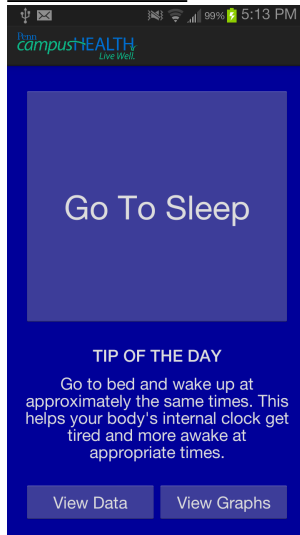 99% 5:13 PM
Penn
campusHEALTH
Live Well.
Go To Sleep
TIP OF THE DAY
Go to bed and wake up at
approximately the same times. This
helps your body's internal clock get
tired and more awake at
appropriate times.
View Data View Graphs